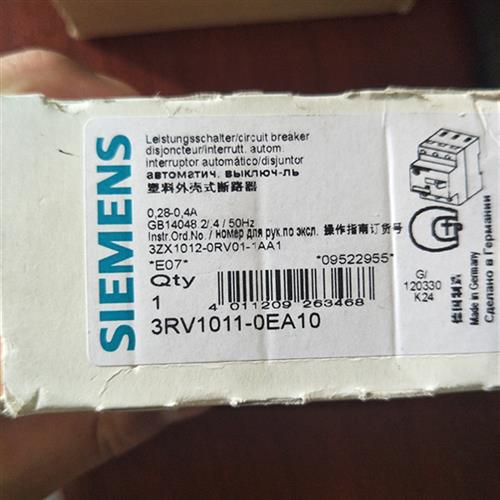 SIEMENS
Leistungsschalter/circuit breaker
disjoncteur/interrutt. autom.
interruptor automático/disjuntor
автоматич. выключ-ль
塑料外壳式断路器
0,28-0,4A
GB14048.2/.4 / 50Hz
Instr.Ord.No. / номер для рук.по экспл. 操作指南订货号
3ZX1012-0RV01-1AA1
*E07*
*09522955*
Qty
1
4 011209 263468
3RV1011-0EA10
G/
120330
K24
德国制造
Made in Germany
Сделано в Германии